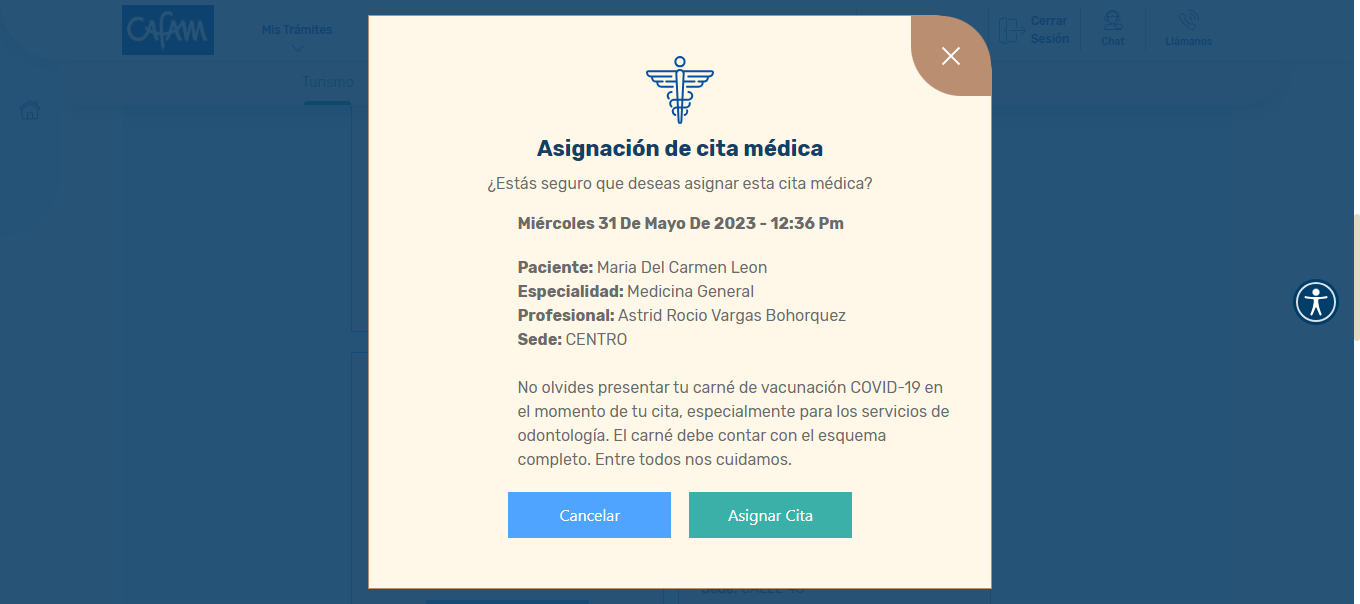 CAFAM
Mis Trámites
Cerrar
Sesión
Chat
Llámanos
Turismo
Asignación de cita médica
¿Estás seguro que deseas asignar esta cita médica?
Miércoles 31 De Mayo De 2023 - 12:36 Pm
Paciente: Maria Del Carmen Leon
Especialidad: Medicina General
Profesional: Astrid Rocio Vargas Bohorquez
Sede: CENTRO
No olvides presentar tu carné de vacunación COVID-19 en
el momento de tu cita, especialmente para los servicios de
odontología. El carné debe contar con el esquema
completo. Entre todos nos cuidamos.
Cancelar
Asignar Cita